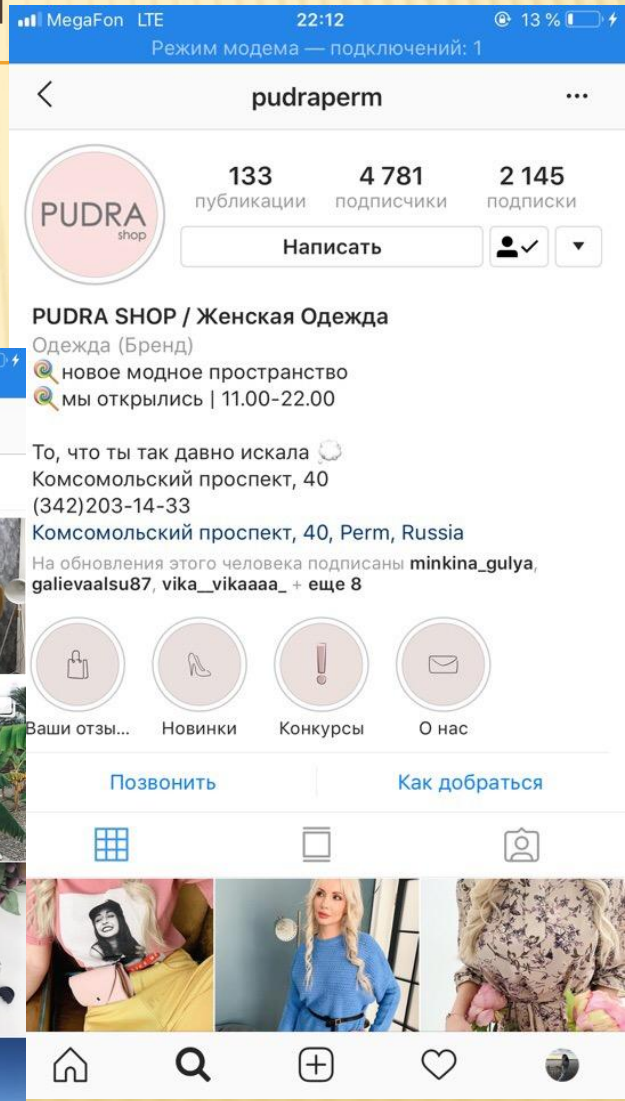 MegaFon LTE 22:12 13 %
Режим модема — подключений: 1
pudraperm
133 4 781 2 145
публикации подписчики подписки
PUDRA
shop
Написать
PUDRA SHOP / Женская Одежда
Одежда (Бренд)
новое модное пространство
мы открылись | 11.00-22.00
То, что ты так давно искала
Комсомольский проспект, 40
(342)203-14-33
Комсомольский проспект, 40, Perm, Russia
На обновления этого человека подписаны minkina_gulya,
galievaalsu87, vika__vikaaaa_ + еще 8
Ваши отзы... Новинки Конкурсы О нас
Позвонить Как добраться